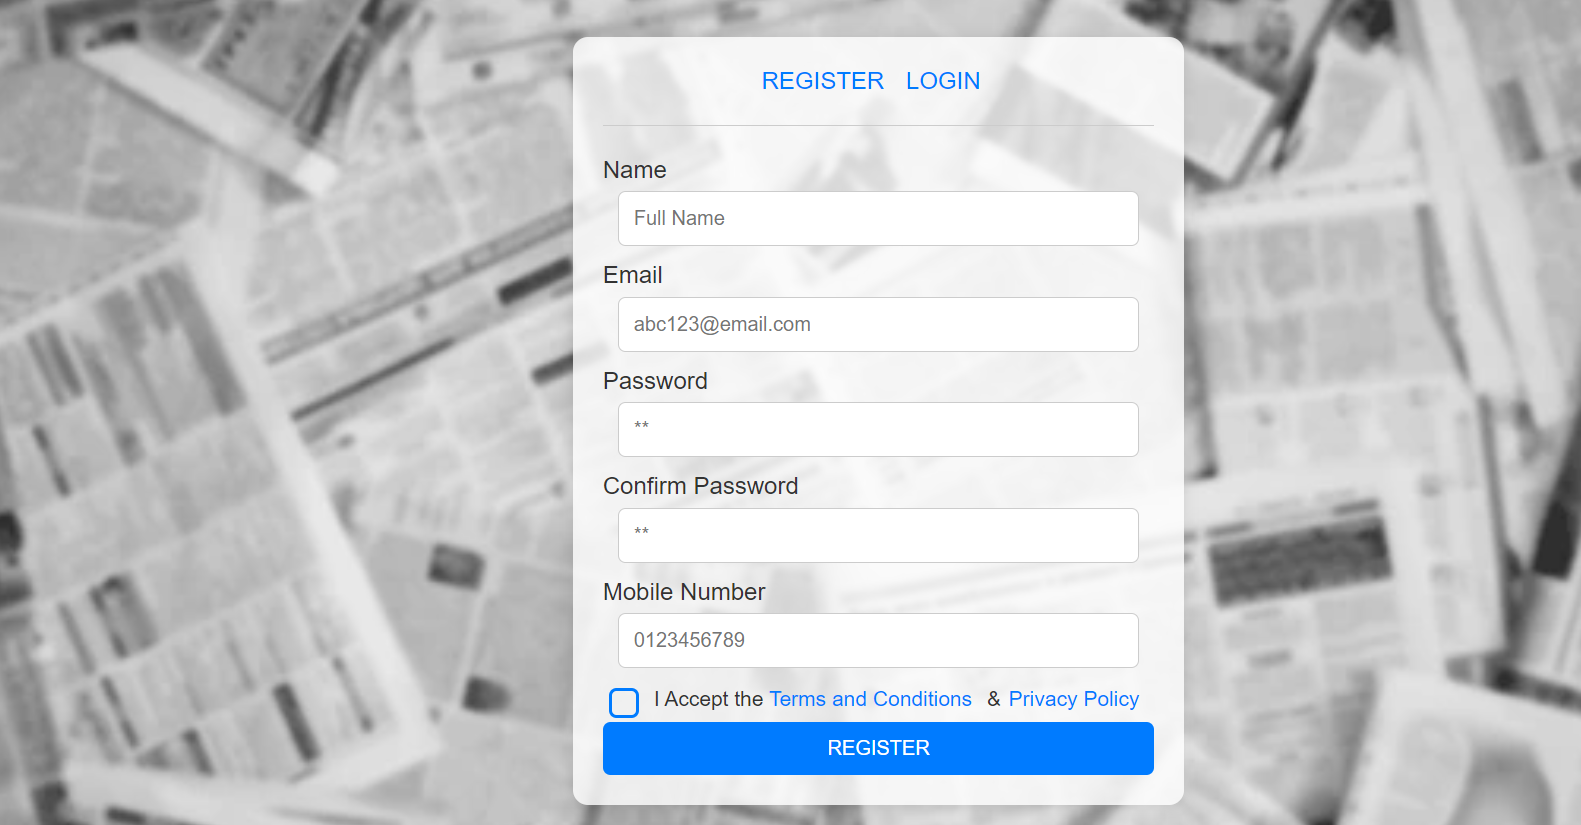 REGISTER LOGIN
Name
Full Name
Email
abc123@email.com
Password
**
Confirm Password
**
Mobile Number
0123456789
I Accept the Terms and Conditions & Privacy Policy
REGISTER